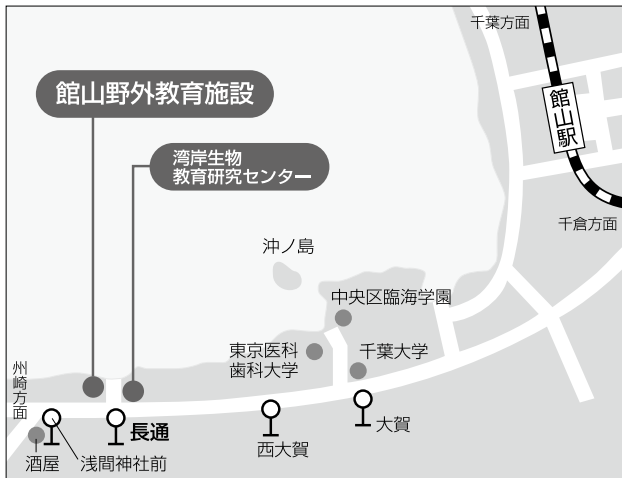 千葉方面
館山野外教育施設
館山駅
湾岸生物
教育研究センター
千倉方面
沖ノ島
中央区臨海学園
東京医科
歯科大学
千葉大学
州崎方面
長通
大賀
西大賀
酒屋
浅間神社前